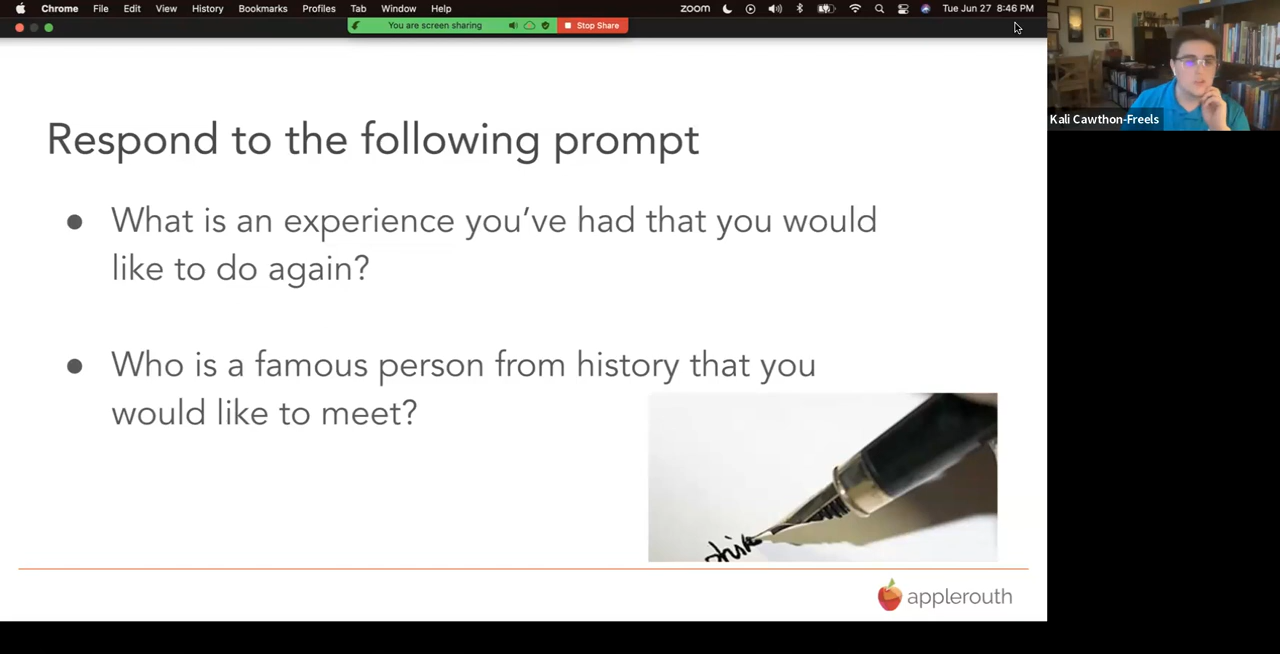 Chrome File Edit View History Bookmarks Profiles Tab Window Help zoom Tue Jun 27 8:46 PM
You are screen sharing Stop Share
Kali Cawthon-Freels
Respond to the following prompt
● What is an experience you’ve had that you would
like to do again?
● Who is a famous person from history that you
would like to meet?
applerouth